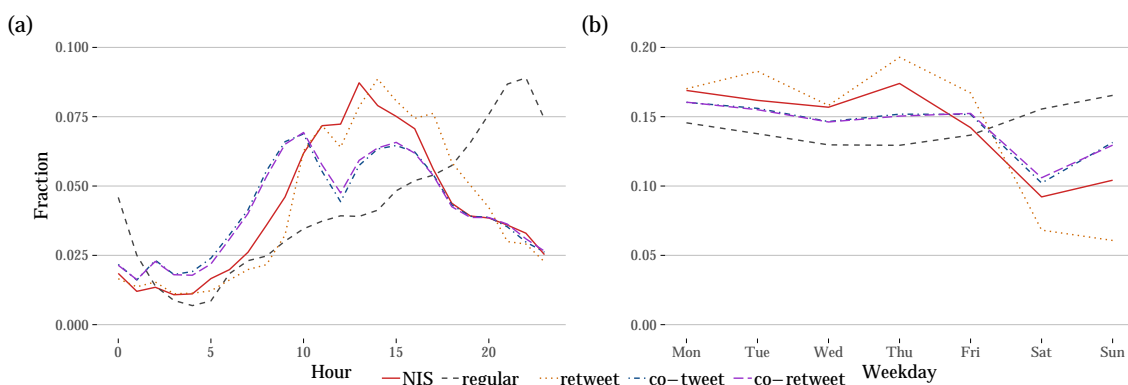 (a)
(b)
Fraction
0.100
0.075
0.050
0.025
0.000
0
5
10
15
20
Hour
0.20
0.15
0.10
0.05
0.00
Mon
Tue
Wed
Thu
Fri
Sat
Sun
Weekday
NIS
regular
retweet
co−tweet
co−retweet